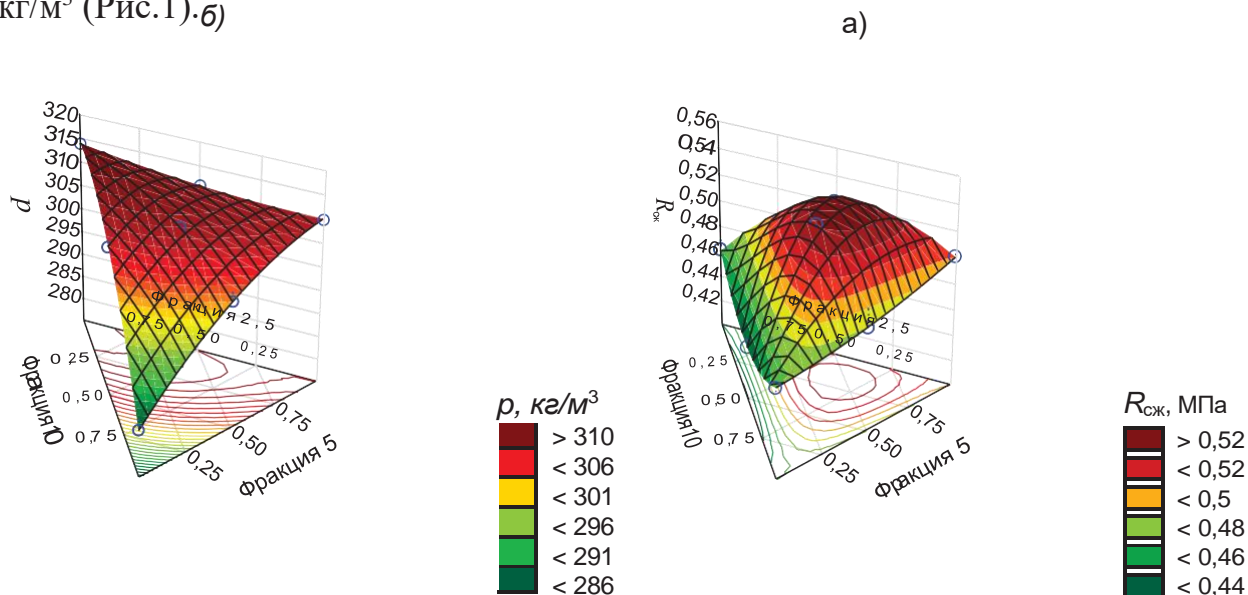 кг/м³ (Рис.1).б)
а)
320
315
310
305
300
295
290
285
280
p
Фракция 2,5
0,75 0,50 0,25
0,25
0,50
0,75
Фракция 10
0,25
0,50
0,75
Фракция 5
p, кг/м³
> 310
< 306
< 301
< 296
< 291
< 286
0,56
0,54
0,52
0,50
0,48
0,46
0,44
0,42
Rсж
Фракция 2,5
0,75 0,50 0,25
0,25
0,50
0,75
Фракция 10
0,25
0,50
0,75
Фракция 5
Rсж, МПа
> 0,52
< 0,52
< 0,5
< 0,48
< 0,46
< 0,44